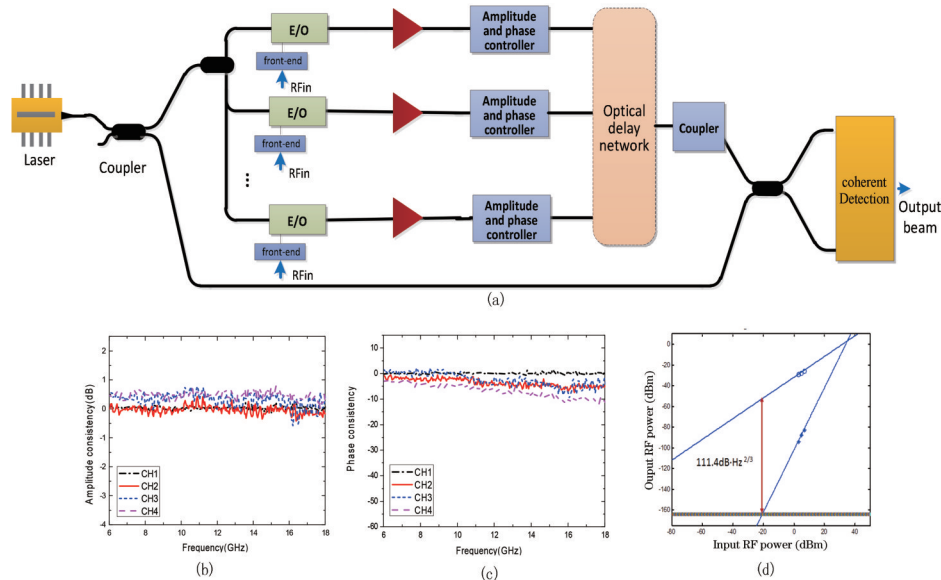 E/O
front-end
RFin
Amplitude
and phase
controller
E/O
front-end
RFin
Amplitude
and phase
controller
...
E/O
front-end
RFin
Amplitude
and phase
controller
Laser
Coupler
Optical
delay
network
Coupler
coherent
Detection
Output
beam
(a)
Amplitude consistency(dB)
2
1
0
-1
-2
-3
-4
6 8 10 12 14 16 18
CH1
CH2
CH3
CH4
Frequency(GHz)
(b)
Phase consistency
10
0
-10
-20
-30
-40
-50
-60
6 8 10 12 14 16 18
CH1
CH2
CH3
CH4
Frequency(GHz)
(c)
Ouput RF power (dBm)
0
-20
-40
-60
-80
-100
-120
-140
-160
111.4dB·Hz 2/3
-80 -60 -40 -20 0 20 40
Input RF power (dBm)
(d)